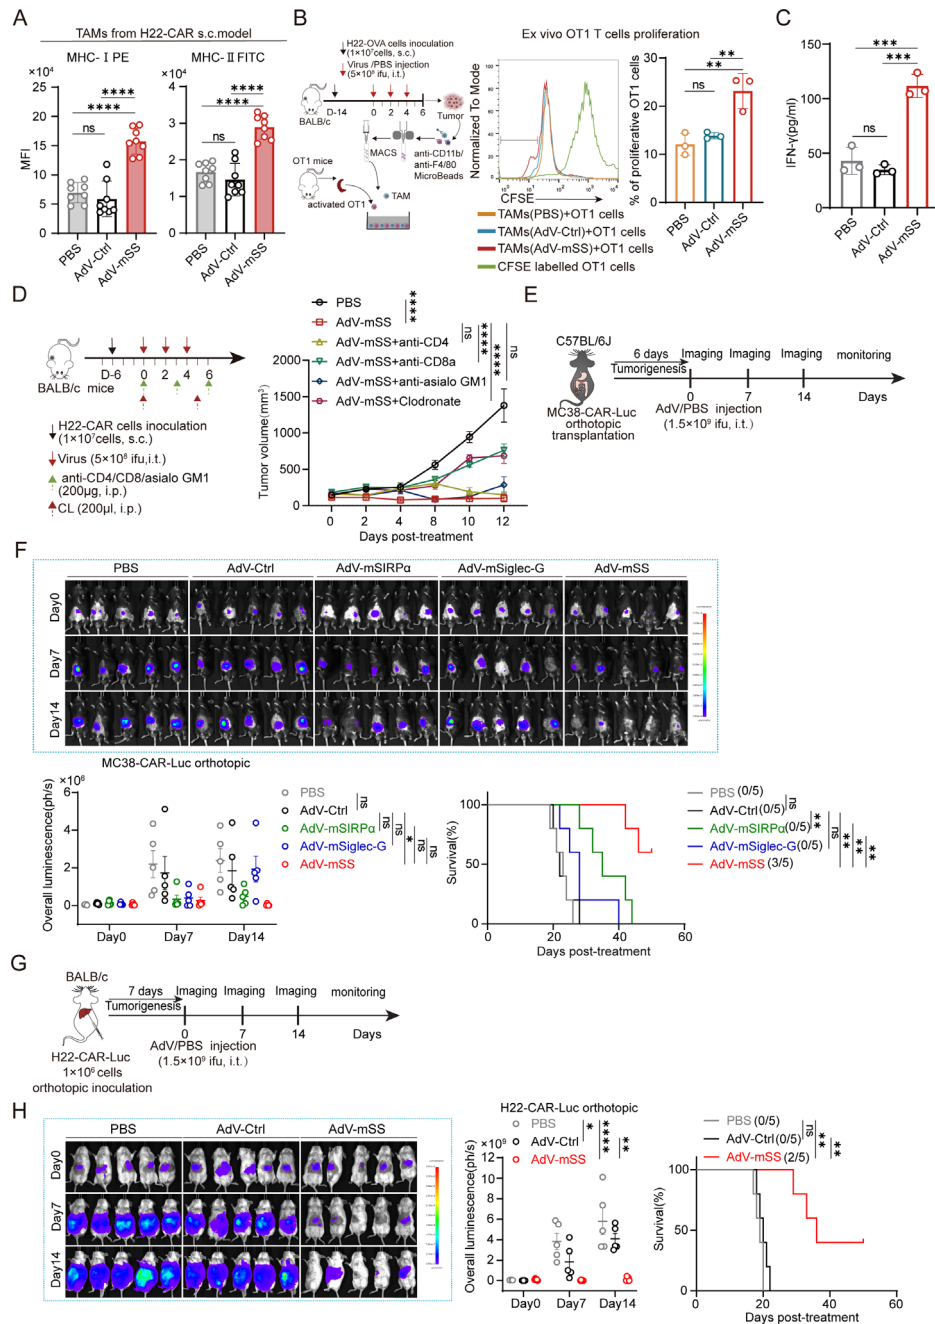 A
TAMs from H22-CAR s.c.model
MHC- I PE
MHC- II FITC
×10⁴
×10⁴
MFI
25
20
15
10
5
0
4
3
2
1
0
ns
****
****
ns
****
****
PBS
AdV-Ctrl
AdV-mSS
PBS
AdV-Ctrl
AdV-mSS
B
H22-OVA cells inoculation
(1×10⁷cells, s.c.)
Virus /PBS injection
(5×10⁸ ifu, i.t.)
BALB/c
D-14
0 2 4 6
Tumor
MACS
anti-CD11b/
anti-F4/80
MicroBeads
OT1 mice
activated OT1
TAM
Ex vivo OT1 T cells proliferation
Normalized To Mode
CFSE
TAMs(PBS)+OT1 cells
TAMs(AdV-Ctrl)+OT1 cells
TAMs(AdV-mSS)+OT1 cells
CFSE labelled OT1 cells
% of proliferative OT1 cells
30
20
10
0
ns
**
**
PBS
AdV-Ctrl
AdV-mSS
C
IFN-γ(pg/ml)
150
100
50
0
ns
***
***
PBS
AdV-Ctrl
AdV-mSS
D
BALB/c mice
D-6 0 2 4 6
H22-CAR cells inoculation
(1×10⁷cells, s.c.)
Virus (5×10⁸ ifu,i.t.)
anti-CD4/CD8/asialo GM1
(200μg, i.p.)
CL (200μl, i.p.)
PBS
AdV-mSS
AdV-mSS+anti-CD4
AdV-mSS+anti-CD8a
AdV-mSS+anti-asialo GM1
AdV-mSS+Clodronate
****
ns
****
****
ns
Tumor volume(mm³)
2000
1500
1000
500
0
0 2 4 8 10 12
Days post-treatment
E
C57BL/6J
6 days
Tumorigenesis
Imaging Imaging Imaging monitoring
0 7 14 Days
AdV/PBS injection
(1.5×10⁹ ifu, i.t.)
MC38-CAR-Luc
orthotopic
transplantation
F
PBS AdV-Ctrl AdV-mSIRPα AdV-mSiglec-G AdV-mSS
Day0
Day7
Day14
MC38-CAR-Luc orthotopic
×10⁶
Overall luminescence(ph/s)
6
4
2
0
Day0 Day7 Day14
PBS
AdV-Ctrl
AdV-mSIRPα
AdV-mSiglec-G
AdV-mSS
ns
ns
ns
*
ns
ns
Survival(%)
100
50
0
0 20 40 60
Days post-treatment
PBS (0/5)
AdV-Ctrl (0/5)
AdV-mSIRPα(0/5)
AdV-mSiglec-G (0/5)
AdV-mSS (3/5)
ns
**
ns
**
**
**
G
BALB/c
7 days
Tumorigenesis
Imaging Imaging Imaging monitoring
0 7 14 Days
AdV/PBS injection
(1.5×10⁹ ifu, i.t.)
H22-CAR-Luc
1×10⁶ cells
orthotopic inoculation
H
PBS AdV-Ctrl AdV-mSS
Day0
Day7
Day14
H22-CAR-Luc orthotopic
×10⁹
Overall luminescence(ph/s)
12
10
8
6
4
2
0
Day0 Day7 Day14
PBS
AdV-Ctrl
AdV-mSS
*
****
**
PBS (0/5)
AdV-Ctrl (0/5)
AdV-mSS (2/5)
ns
**
**
Survival(%)
100
50
0
0 20 40 60
Days post-treatment